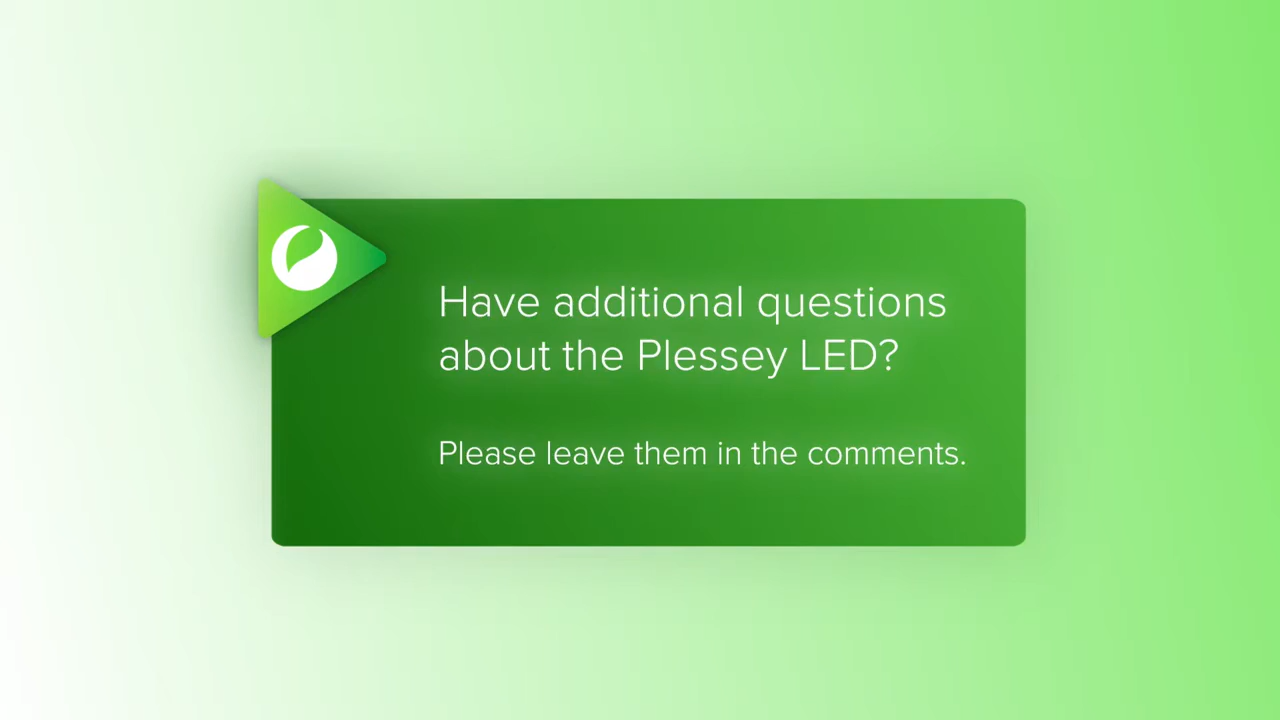 Have additional questions
about the Plessey LED?
Please leave them in the comments.